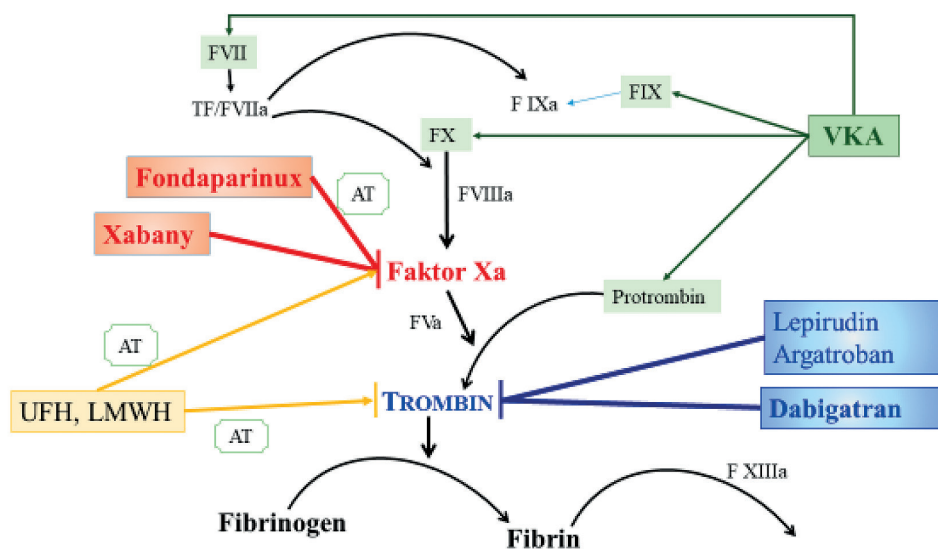 FVII
TF/FVIIa
F IXa
FIX
VKA
FX
Fondaparinux
AT
FVIIIa
Xabany
Faktor Xa
Protrombin
FVa
Lepirudin
Argatroban
AT
UFH, LMWH
TROMBIN
Dabigatran
AT
F XIIIa
Fibrinogen
Fibrin